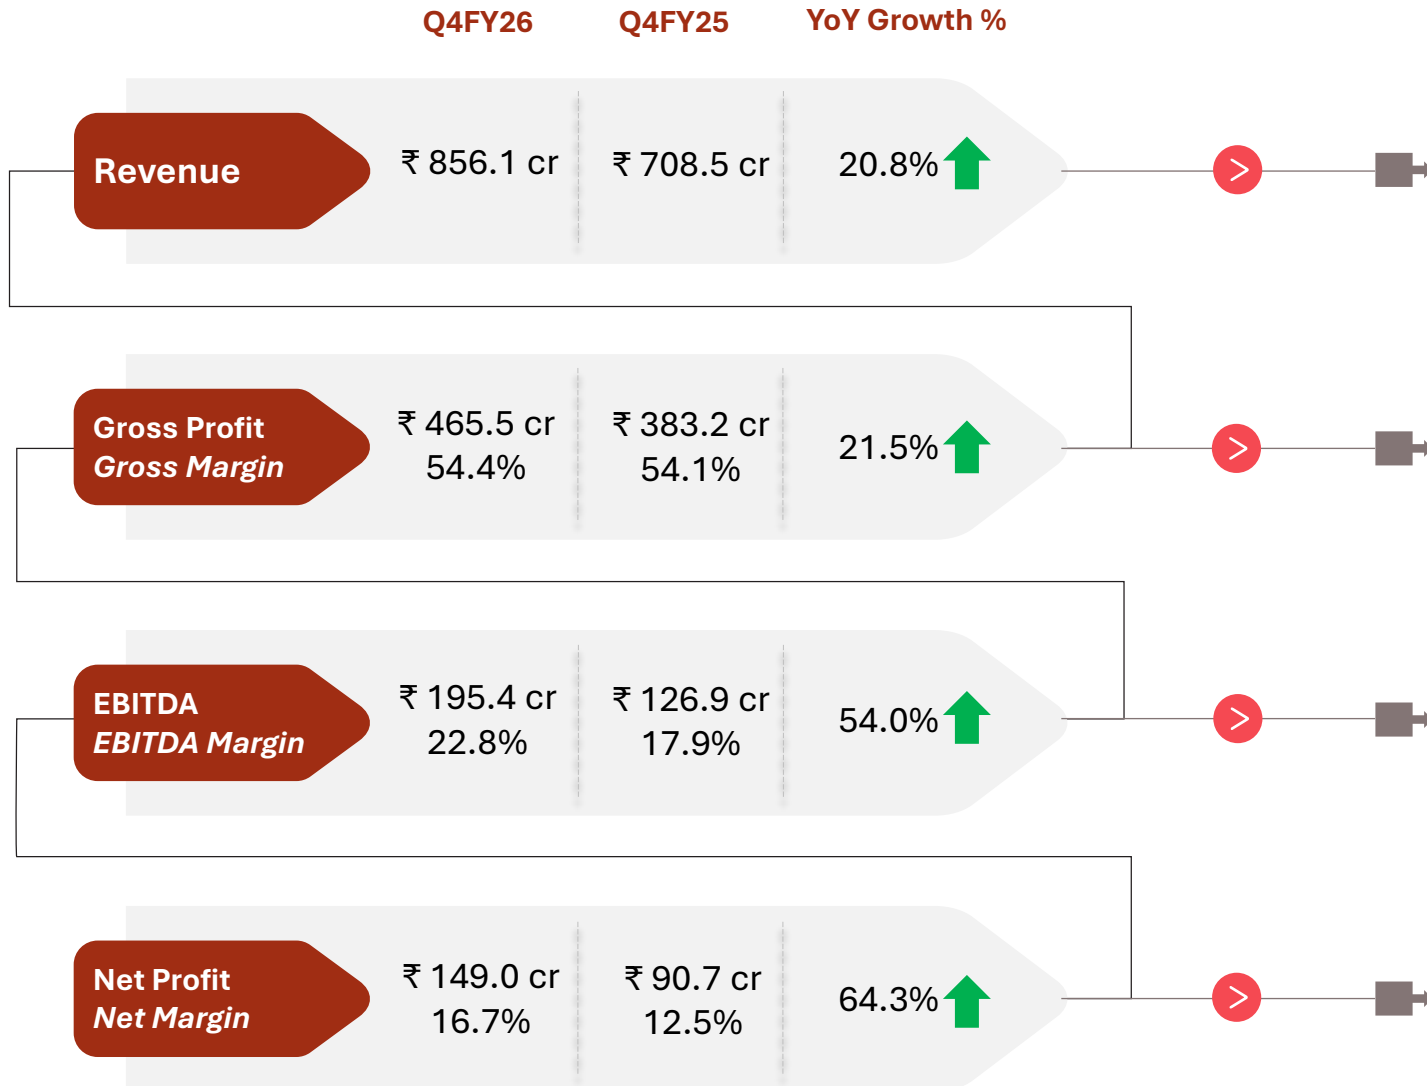 Q4FY26 Q4FY25 YoY Growth %
Revenue ₹ 856.1 cr ₹ 708.5 cr 20.8%
Gross Profit ₹ 465.5 cr ₹ 383.2 cr 21.5%
Gross Margin 54.4% 54.1%
EBITDA ₹ 195.4 cr ₹ 126.9 cr 54.0%
EBITDA Margin 22.8% 17.9%
Net Profit ₹ 149.0 cr ₹ 90.7 cr 64.3%
Net Margin 16.7% 12.5%